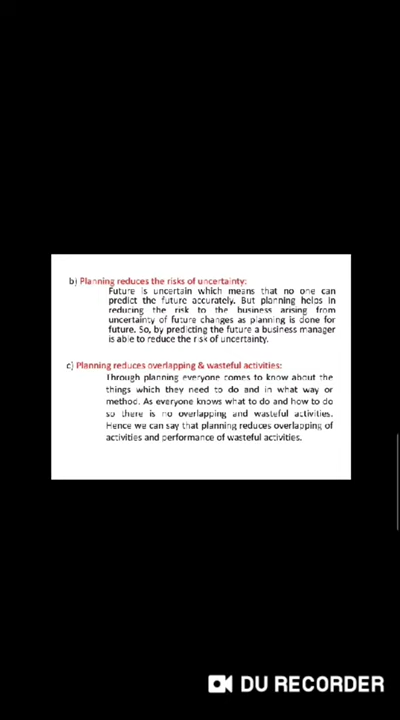 b) Planning reduces the risks of uncertainty:
Future is uncertain which means that no one can
predict the future accurately. But planning helps in
reducing the risk to the business arising from
uncertainty of future changes as planning is done for
future. So, by predicting the future a business manager
is able to reduce the risk of uncertainty.
c) Planning reduces overlapping & wasteful activities:
Through planning everyone comes to know about the
things which they need to do and in what way or
method. As everyone knows what to do and how to do
so there is no overlapping and wasteful activities.
Hence we can say that planning reduces overlapping of
activities and performance of wasteful activities.
DU RECORDER